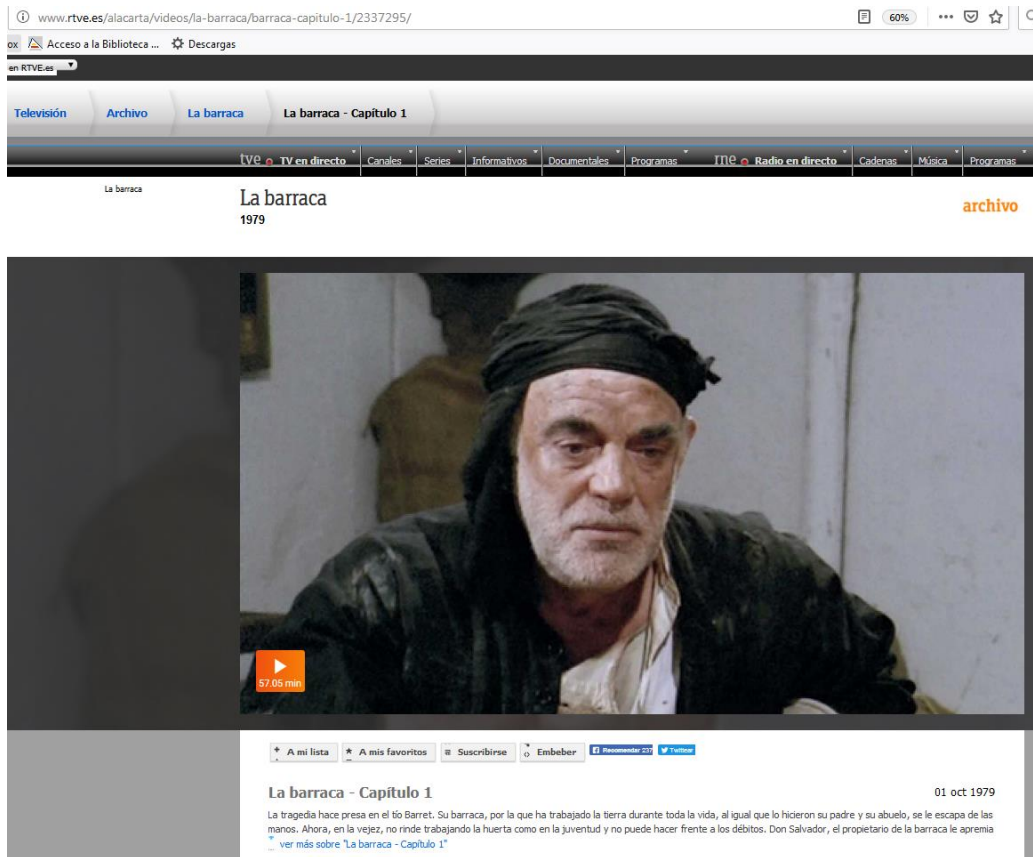 www.rtve.es/alacarta/videos/la-barraca/barraca-capitulo-1/2337295/ 60%
ox Acceso a la Biblioteca ... Descargas
en RTVE.es
Televisión Archivo La barraca La barraca - Capítulo 1
tve TV en directo Canales Series Informativos Documentales Programas rne Radio en directo Cadenas Música Programas
La barraca
La barraca
1979
archivo
57.05 min
A mi lista A mis favoritos Suscribirse Embeber Recomendar 237 Twittear
La barraca - Capítulo 1 01 oct 1979
La tragedia hace presa en el tío Barret. Su barraca, por la que ha trabajado la tierra durante toda la vida, al igual que lo hicieron su padre y su abuelo, se le escapa de las
manos. Ahora, en la vejez, no rinde trabajando la huerta como en la juventud y no puede hacer frente a los débitos. Don Salvador, el propietario de la barraca le apremia
ver más sobre "La barraca - Capítulo 1"